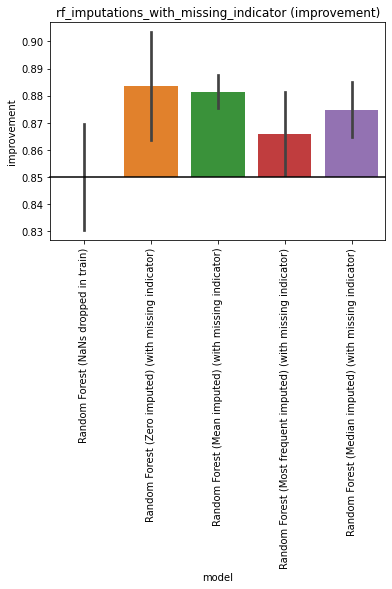 rf_imputations_with_missing_indicator (improvement)
improvement
0.90
0.89
0.88
0.87
0.86
0.85
0.84
0.83
Random Forest (NaNs dropped in train)
Random Forest (Zero imputed) (with missing indicator)
Random Forest (Mean imputed) (with missing indicator)
Random Forest (Most frequent imputed) (with missing indicator)
Random Forest (Median imputed) (with missing indicator)
model